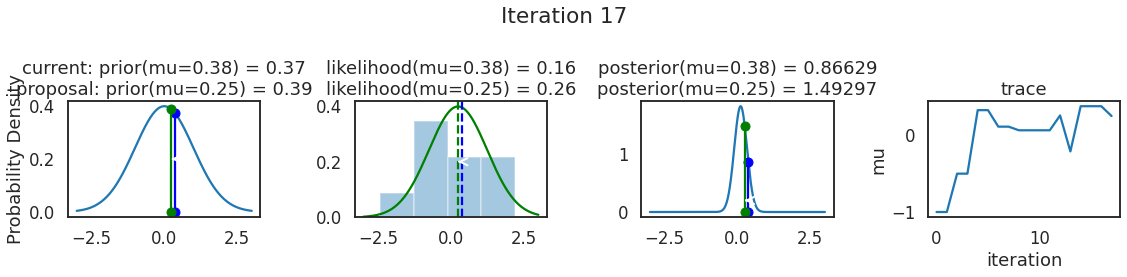 Iteration 17
current: prior(mu=0.38) = 0.37
proposal: prior(mu=0.25) = 0.39
likelihood(mu=0.38) = 0.16
likelihood(mu=0.25) = 0.26
posterior(mu=0.38) = 0.86629
posterior(mu=0.25) = 1.49297
trace
Probability Density
0.4
0.2
0.0
−2.5 0.0 2.5
0.4
0.2
0.0
−2.5 0.0 2.5
1
0
−2.5 0.0 2.5
mu
0
−1
0 10
iteration